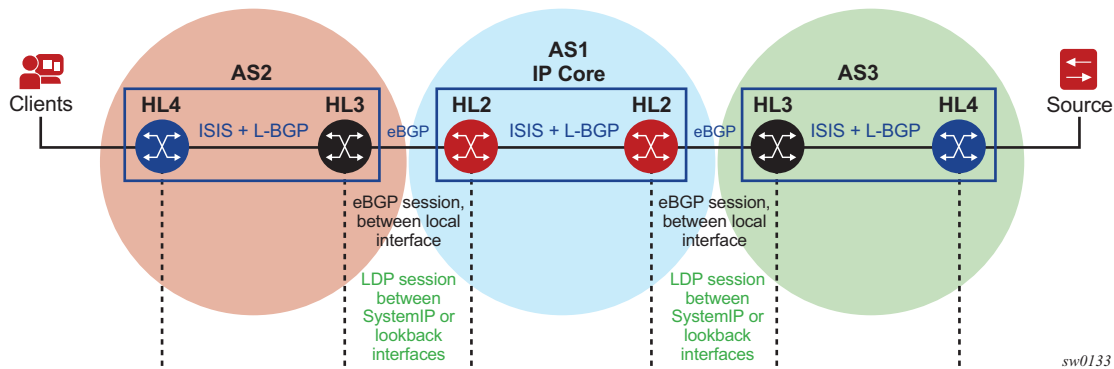 AS1
IP Core
AS2
AS3
Clients
Source
HL4
HL3
HL2
HL2
HL3
HL4
ISIS + L-BGP
eBGP
ISIS + L-BGP
eBGP
ISIS + L-BGP
eBGP session,
between local
interface
eBGP session,
between local
interface
LDP session
between
SystemIP or
lookback
interfaces
LDP session
between
SystemIP or
lookback
interfaces
sw0133